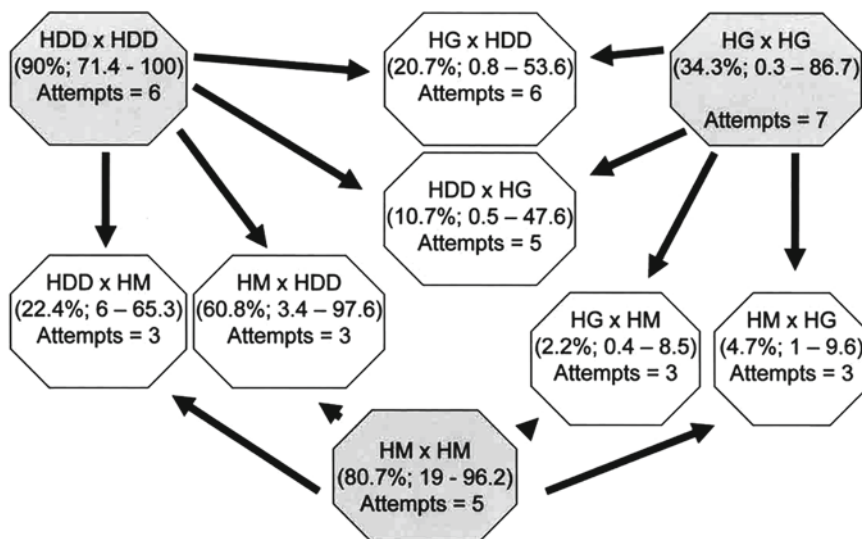 HDD x HDD
(90%; 71.4 - 100)
Attempts = 6
HG x HDD
(20.7%; 0.8 – 53.6)
Attempts = 6
HG x HG
(34.3%; 0.3 – 86.7)
Attempts = 7
HDD x HG
(10.7%; 0.5 – 47.6)
Attempts = 5
HDD x HM
(22.4%; 6 – 65.3)
Attempts = 3
HM x HDD
(60.8%; 3.4 – 97.6)
Attempts = 3
HG x HM
(2.2%; 0.4 – 8.5)
Attempts = 3
HM x HG
(4.7%; 1 – 9.6)
Attempts = 3
HM x HM
(80.7%; 19 - 96.2)
Attempts = 5